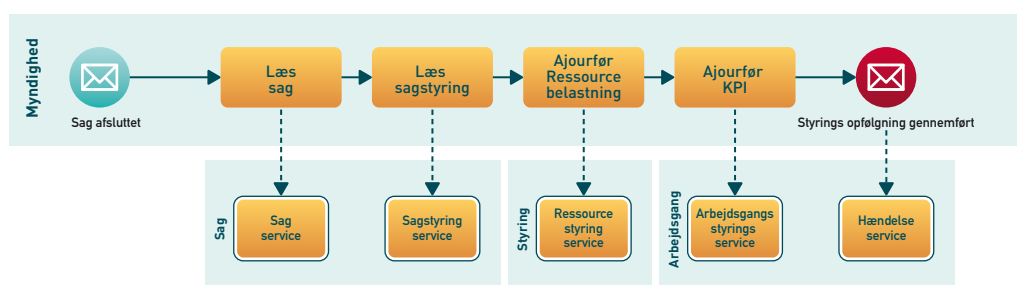 Myndighed
Sag afsluttet
Læs
sag
Læs
sagstyring
Ajourfør
Ressource
belastning
Ajourfør
KPI
Styrings opfølgning gennemført
Sag
Sag
service
Sagstyring
service
Styring
Ressource
styring
service
Arbejdsgang
Arbejdsgangs
styrings
service
Hændelse
service